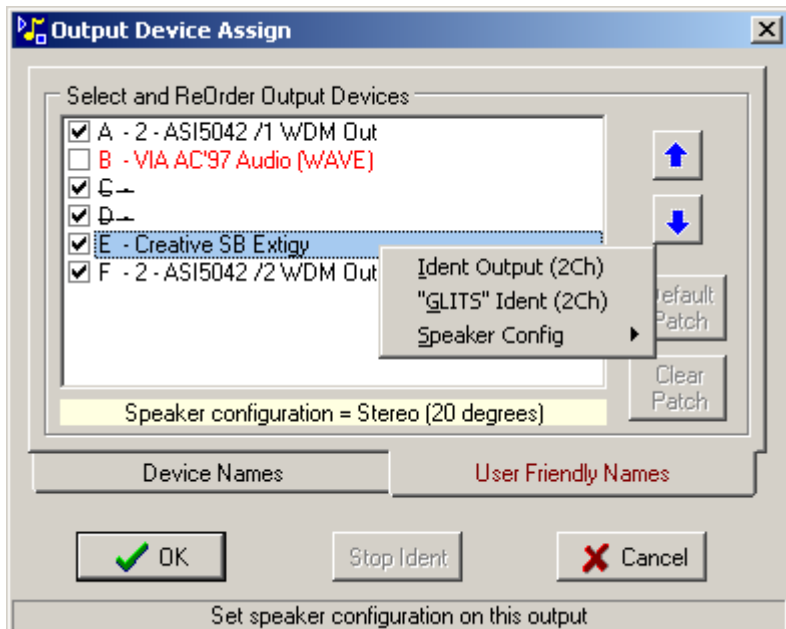 Output Device Assign
Select and ReOrder Output Devices
A - 2 - ASI5042 /1 WDM Out
B - VIA AC'97 Audio (WAVE)
C -
D -
E - Creative SB Extigy
F - 2 - ASI5042 /2 WDM Out
Ident Output (2Ch)
"GLITS" Ident (2Ch)
Speaker Config
Default
Patch
Clear
Patch
Speaker configuration = Stereo (20 degrees)
Device Names
User Friendly Names
OK
Stop Ident
Cancel
Set speaker configuration on this output